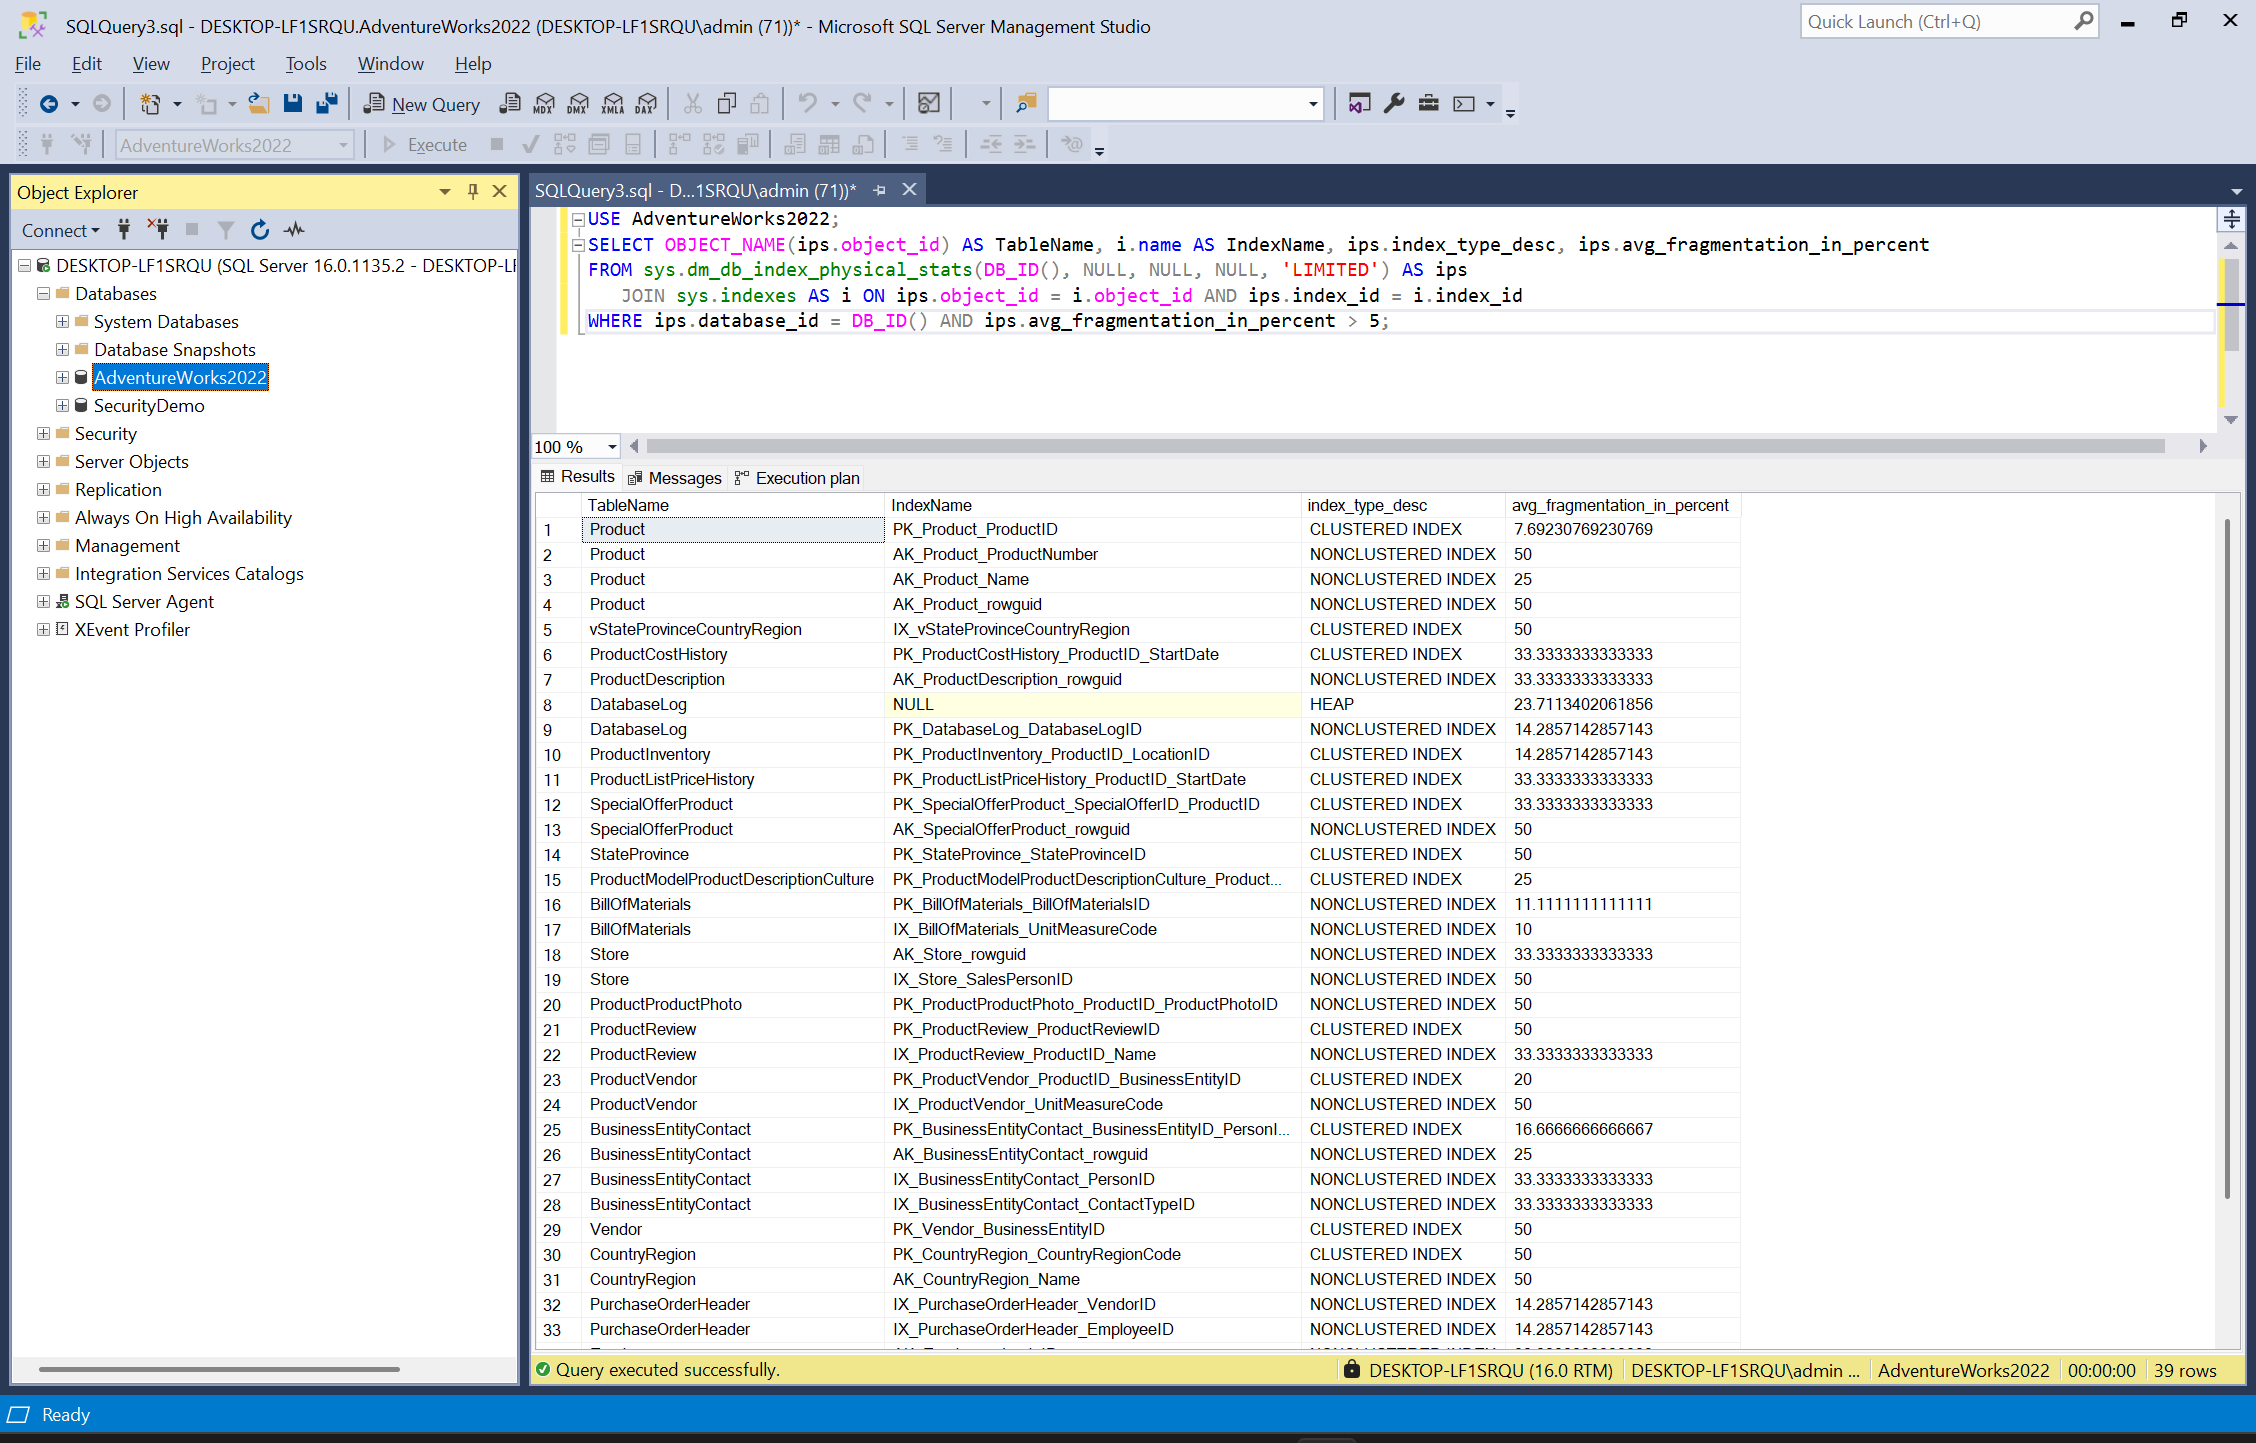 SQLQuery3.sql - DESKTOP-LF1SRQU.AdventureWorks2022 (DESKTOP-LF1SRQU\admin (71))* - Microsoft SQL Server Management Studio
Quick Launch (Ctrl+Q)
File Edit View Project Tools Window Help
New Query MDX DMX XMLA DAX
AdventureWorks2022 Execute
Object Explorer
Connect
DESKTOP-LF1SRQU (SQL Server 16.0.1135.2 - DESKTOP-LF
Databases
System Databases
Database Snapshots
AdventureWorks2022
SecurityDemo
Security
Server Objects
Replication
Always On High Availability
Management
Integration Services Catalogs
SQL Server Agent
XEvent Profiler
SQLQuery3.sql - D...1SRQU\admin (71))*
USE AdventureWorks2022;
SELECT OBJECT_NAME(ips.object_id) AS TableName, i.name AS IndexName, ips.index_type_desc, ips.avg_fragmentation_in_percent
FROM sys.dm_db_index_physical_stats(DB_ID(), NULL, NULL, NULL, 'LIMITED') AS ips
JOIN sys.indexes AS i ON ips.object_id = i.object_id AND ips.index_id = i.index_id
WHERE ips.database_id = DB_ID() AND ips.avg_fragmentation_in_percent > 5;
100 %
Results Messages Execution plan
TableName IndexName index_type_desc avg_fragmentation_in_percent
1 Product PK_Product_ProductID CLUSTERED INDEX 7.69230769230769
2 Product AK_Product_ProductNumber NONCLUSTERED INDEX 50
3 Product AK_Product_Name NONCLUSTERED INDEX 25
4 Product AK_Product_rowguid NONCLUSTERED INDEX 50
5 vStateProvinceCountryRegion IX_vStateProvinceCountryRegion CLUSTERED INDEX 50
6 ProductCostHistory PK_ProductCostHistory_ProductID_StartDate CLUSTERED INDEX 33.3333333333333
7 ProductDescription AK_ProductDescription_rowguid NONCLUSTERED INDEX 33.3333333333333
8 DatabaseLog NULL HEAP 23.7113402061856
9 DatabaseLog PK_DatabaseLog_DatabaseLogID NONCLUSTERED INDEX 14.2857142857143
10 ProductInventory PK_ProductInventory_ProductID_LocationID CLUSTERED INDEX 14.2857142857143
11 ProductListPriceHistory PK_ProductListPriceHistory_ProductID_StartDate CLUSTERED INDEX 33.3333333333333
12 SpecialOfferProduct PK_SpecialOfferProduct_SpecialOfferID_ProductID CLUSTERED INDEX 33.3333333333333
13 SpecialOfferProduct AK_SpecialOfferProduct_rowguid NONCLUSTERED INDEX 50
14 StateProvince PK_StateProvince_StateProvinceID CLUSTERED INDEX 50
15 ProductModelProductDescriptionCulture PK_ProductModelProductDescriptionCulture_Product... CLUSTERED INDEX 25
16 BillOfMaterials PK_BillOfMaterials_BillOfMaterialsID NONCLUSTERED INDEX 11.1111111111111
17 BillOfMaterials IX_BillOfMaterials_UnitMeasureCode NONCLUSTERED INDEX 10
18 Store AK_Store_rowguid NONCLUSTERED INDEX 33.3333333333333
19 Store IX_Store_SalesPersonID NONCLUSTERED INDEX 50
20 ProductProductPhoto PK_ProductProductPhoto_ProductID_ProductPhotoID NONCLUSTERED INDEX 50
21 ProductReview PK_ProductReview_ProductReviewID CLUSTERED INDEX 50
22 ProductReview IX_ProductReview_ProductID_Name NONCLUSTERED INDEX 33.3333333333333
23 ProductVendor PK_ProductVendor_ProductID_BusinessEntityID CLUSTERED INDEX 20
24 ProductVendor IX_ProductVendor_UnitMeasureCode NONCLUSTERED INDEX 50
25 BusinessEntityContact PK_BusinessEntityContact_BusinessEntityID_PersonI... CLUSTERED INDEX 16.6666666666667
26 BusinessEntityContact AK_BusinessEntityContact_rowguid NONCLUSTERED INDEX 25
27 BusinessEntityContact IX_BusinessEntityContact_PersonID NONCLUSTERED INDEX 33.3333333333333
28 BusinessEntityContact IX_BusinessEntityContact_ContactTypeID NONCLUSTERED INDEX 33.3333333333333
29 Vendor PK_Vendor_BusinessEntityID CLUSTERED INDEX 50
30 CountryRegion PK_CountryRegion_CountryRegionCode CLUSTERED INDEX 50
31 CountryRegion AK_CountryRegion_Name NONCLUSTERED INDEX 50
32 PurchaseOrderHeader IX_PurchaseOrderHeader_VendorID NONCLUSTERED INDEX 14.2857142857143
33 PurchaseOrderHeader IX_PurchaseOrderHeader_EmployeeID NONCLUSTERED INDEX 14.2857142857143
Query executed successfully. DESKTOP-LF1SRQU (16.0 RTM) DESKTOP-LF1SRQU\admin ... AdventureWorks2022 00:00:00 39 rows
Ready